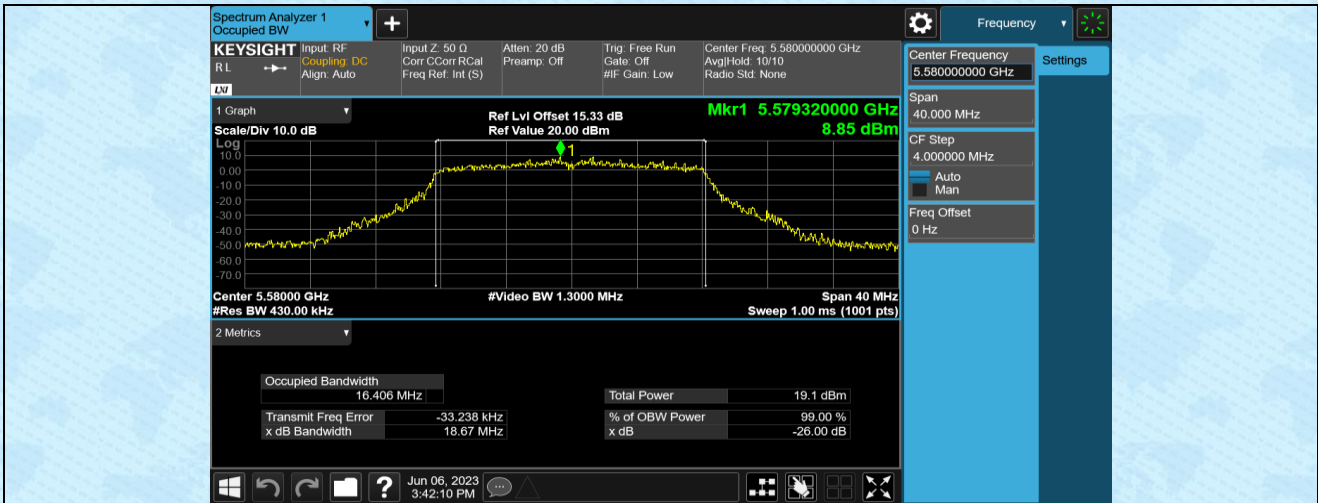 Spectrum Analyzer 1
Occupied BW
Frequency
KEYSIGHT
RL
LXI
Input: RF
Coupling: DC
Align: Auto
Input Z: 50 Ω
Corr CCorr RCal
Freq Ref: Int (S)
Atten: 20 dB
Preamp: Off
Trig: Free Run
Gate: Off
#IF Gain: Low
Center Freq: 5.580000000 GHz
Avg|Hold: 10/10
Radio Std: None
Center Frequency
5.580000000 GHz
Settings
Span
40.000 MHz
CF Step
4.000000 MHz
Auto
Man
Freq Offset
0 Hz
1 Graph
Scale/Div 10.0 dB
Ref Lvl Offset 15.33 dB
Ref Value 20.00 dBm
Mkr1 5.579320000 GHz
8.85 dBm
Log
10.0
0.00
-10.0
-20.0
-30.0
-40.0
-50.0
-60.0
-70.0
1
Center 5.58000 GHz
#Res BW 430.00 kHz
#Video BW 1.3000 MHz
Span 40 MHz
Sweep 1.00 ms (1001 pts)
2 Metrics
Occupied Bandwidth
16.406 MHz
Total Power 19.1 dBm
Transmit Freq Error -33.238 kHz
% of OBW Power 99.00 %
x dB Bandwidth 18.67 MHz
x dB -26.00 dB
?
Jun 06, 2023
3:42:10 PM